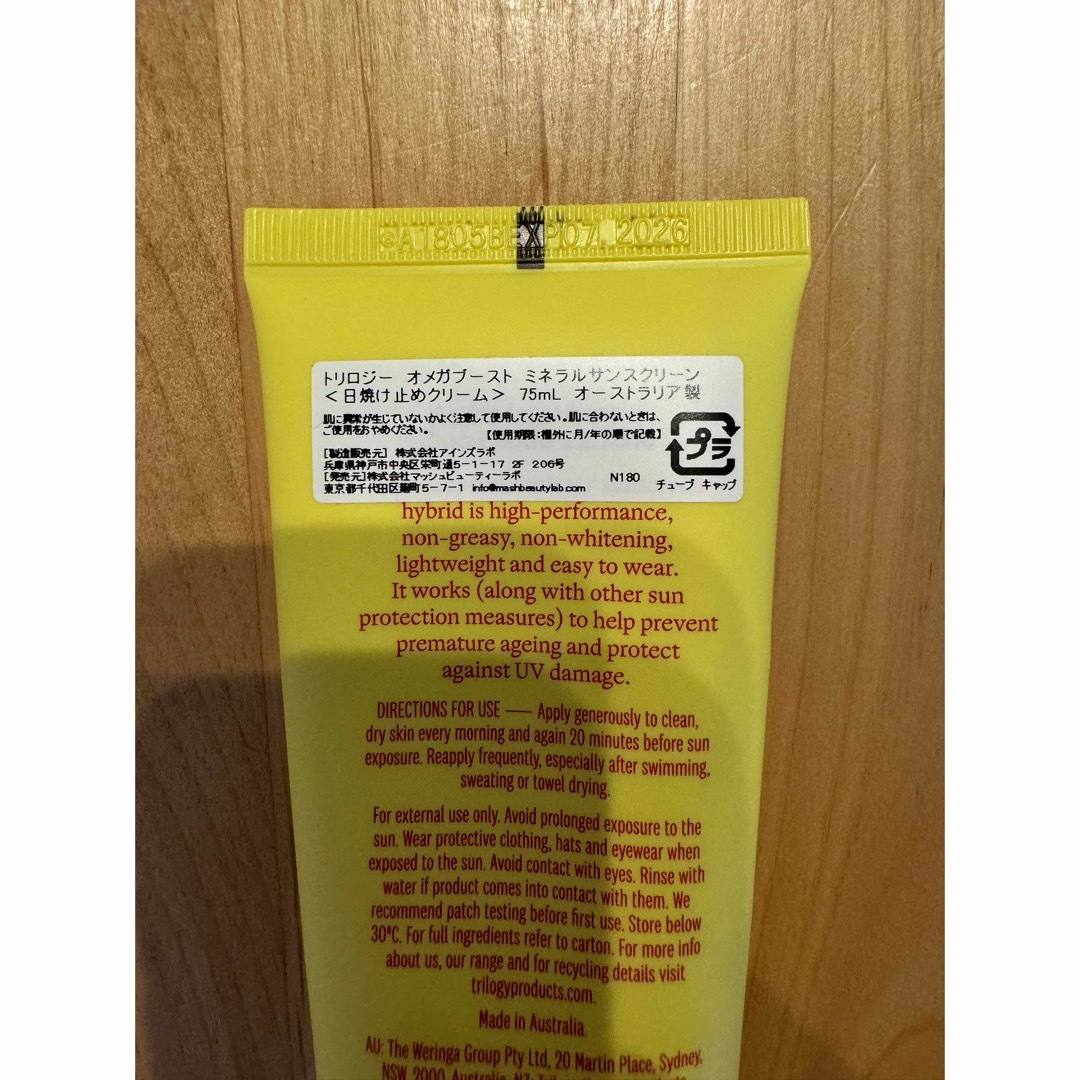 A1805B EXP07 2026
トリロジー オメガブースト ミネラルサンスクリーン
＜日焼け止めクリーム＞ 75mL オーストラリア製
肌に異常が生じていないかよく注意して使用してください。肌に合わないときは、
ご使用をおやめください。 【使用期限:欄外に月/年の順で記載】
プラ
[製造販売元] 株式会社アインズラボ
兵庫県神戸市中央区栄町通5-1-17 2F 206号
[発売元]株式会社マッシュビューティーラボ N180
東京都千代田区麹町5-7-1 info@mashbeautylab.com チューブ キャップ
hybrid is high-performance,
non-greasy, non-whitening,
lightweight and easy to wear.
It works (along with other sun
protection measures) to help prevent
premature ageing and protect
against UV damage.
DIRECTIONS FOR USE — Apply generously to clean,
dry skin every morning and again 20 minutes before sun
exposure. Reapply frequently, especially after swimming,
sweating or towel drying.
For external use only. Avoid prolonged exposure to the
sun. Wear protective clothing, hats and eyewear when
exposed to the sun. Avoid contact with eyes. Rinse with
water if product comes into contact with them. We
recommend patch testing before first use. Store below
30°C. For full ingredients refer to carton. For more info
about us, our range and for recycling details visit
trilogyproducts.com.
Made in Australia.
AU: The Weringa Group Pty Ltd, 20 Martin Place, Sydney,
NSW 2000 Australia. NZ: